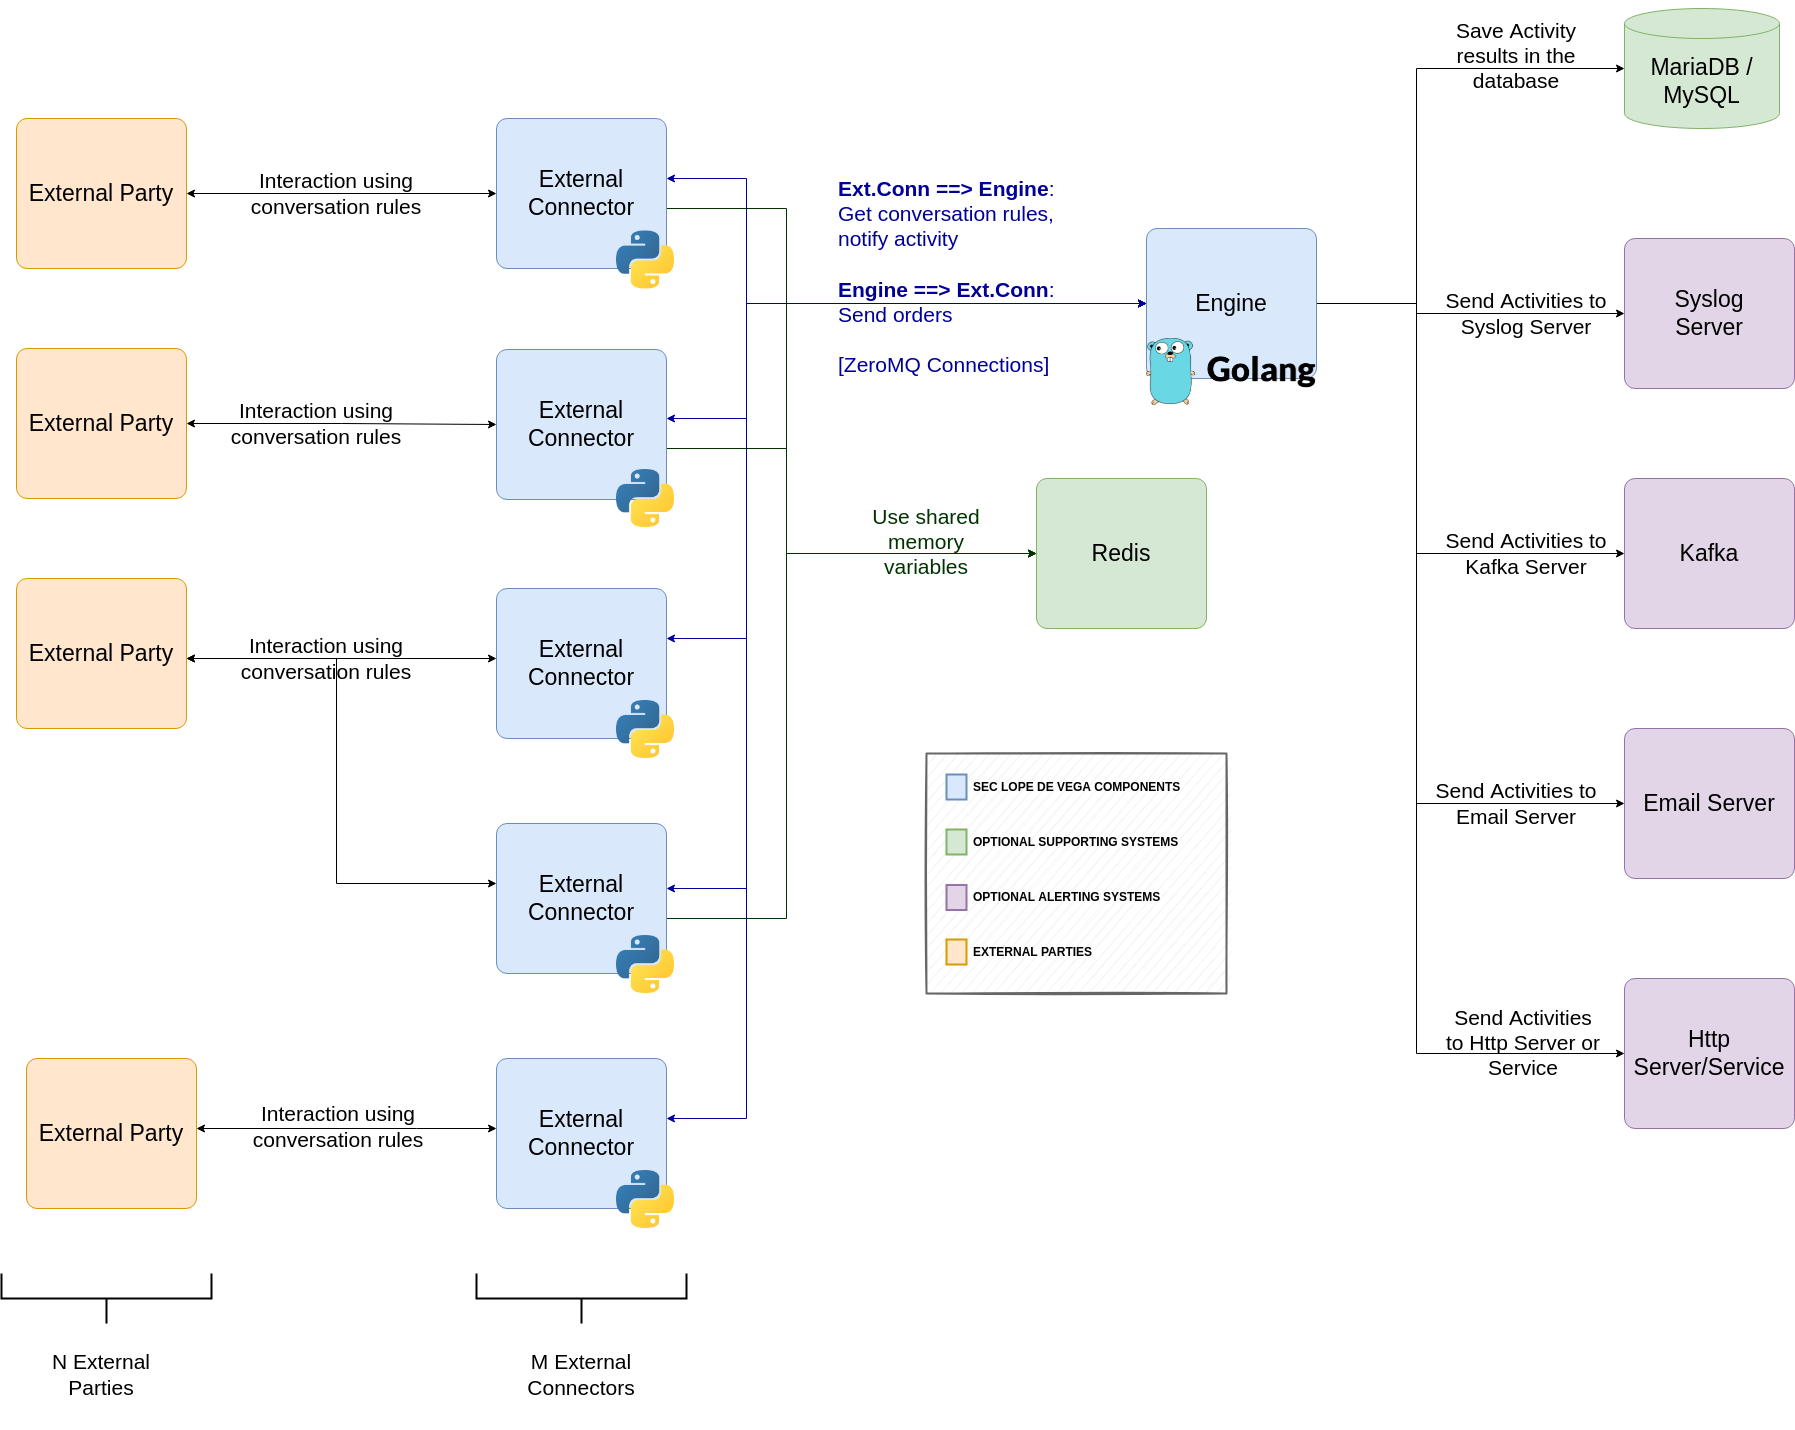 Save Activity
results in the
database
MariaDB /
MySQL
External Party
Interaction using
conversation rules
External
Connector
Ext.Conn ==> Engine:
Get conversation rules,
notify activity
Engine ==> Ext.Conn:
Send orders
[ZeroMQ Connections]
Engine
Golang
Send Activities to
Syslog Server
Syslog
Server
External Party
Interaction using
conversation rules
External
Connector
Use shared
memory
variables
Redis
Send Activities to
Kafka Server
Kafka
External Party
Interaction using
conversation rules
External
Connector
SEC LOPE DE VEGA COMPONENTS
OPTIONAL SUPPORTING SYSTEMS
OPTIONAL ALERTING SYSTEMS
EXTERNAL PARTIES
Send Activities to
Email Server
Email Server
External
Connector
Send Activities
to Http Server or
Service
Http
Server/Service
External Party
Interaction using
conversation rules
External
Connector
N External
Parties
M External
Connectors